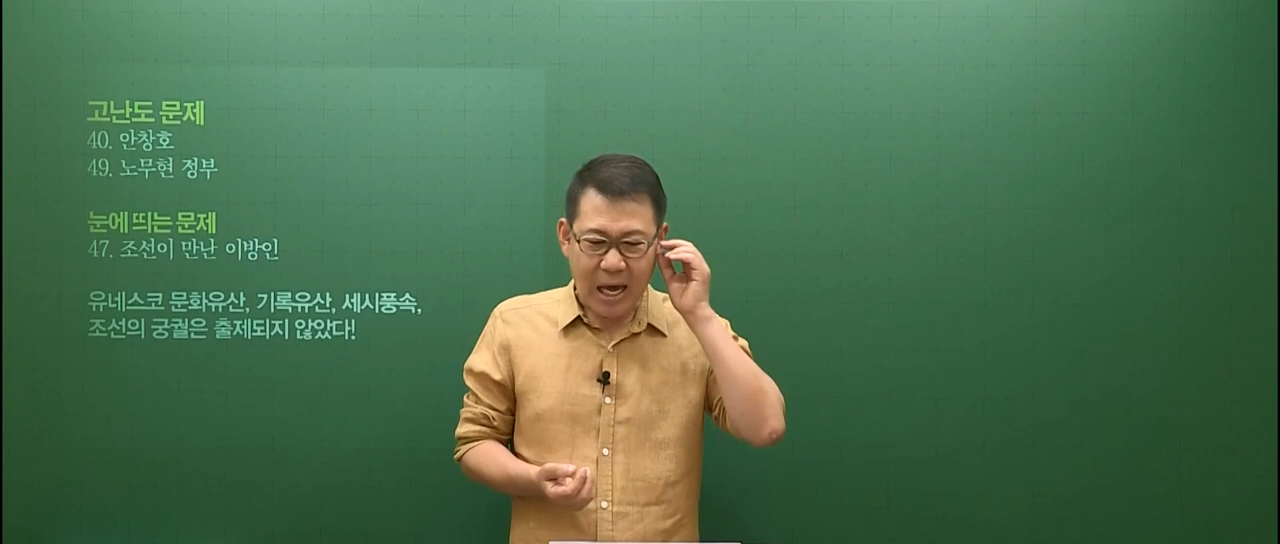 고난도 문제
40. 안창호
49. 노무현 정부
눈에 띄는 문제
47. 조선이 만난 이방인
유네스코 문화유산, 기록유산, 세시풍속,
조선의 궁궐은 출제되지 않았다!